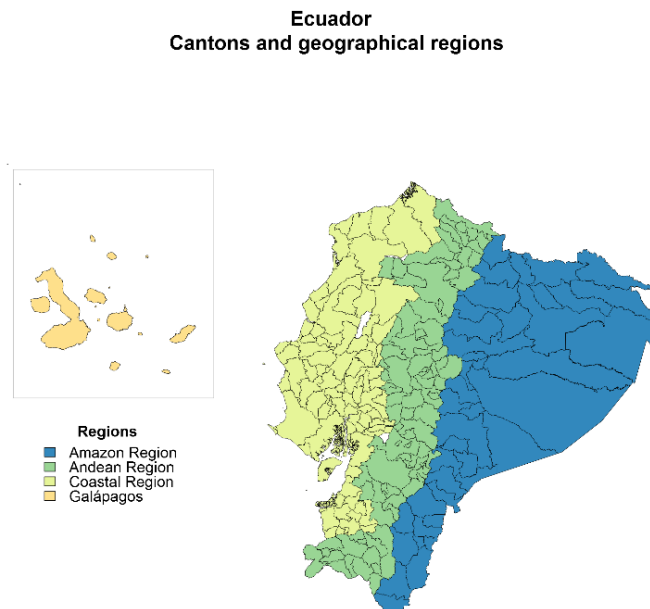 Ecuador
Cantons and geographical regions
Regions
Amazon Region
Andean Region
Coastal Region
Galápagos